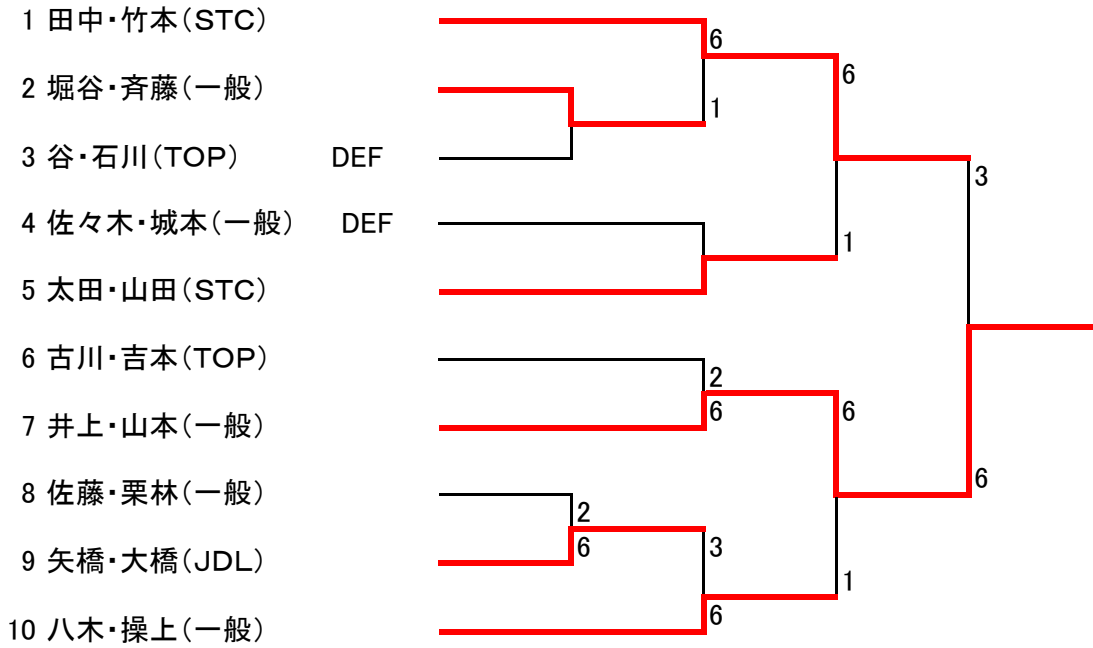 1 田中・竹本(STC)
6
6
2 堀谷・斉藤(一般)
1
3 谷・石川(TOP) DEF
3
4 佐々木・城本(一般) DEF
1
5 太田・山田(STC)
6 古川・吉本(TOP)
2
6
6
7 井上・山本(一般)
8 佐藤・栗林(一般)
6
2
9 矢橋・大橋(JDL)
6
3
1
10 八木・操上(一般)
6